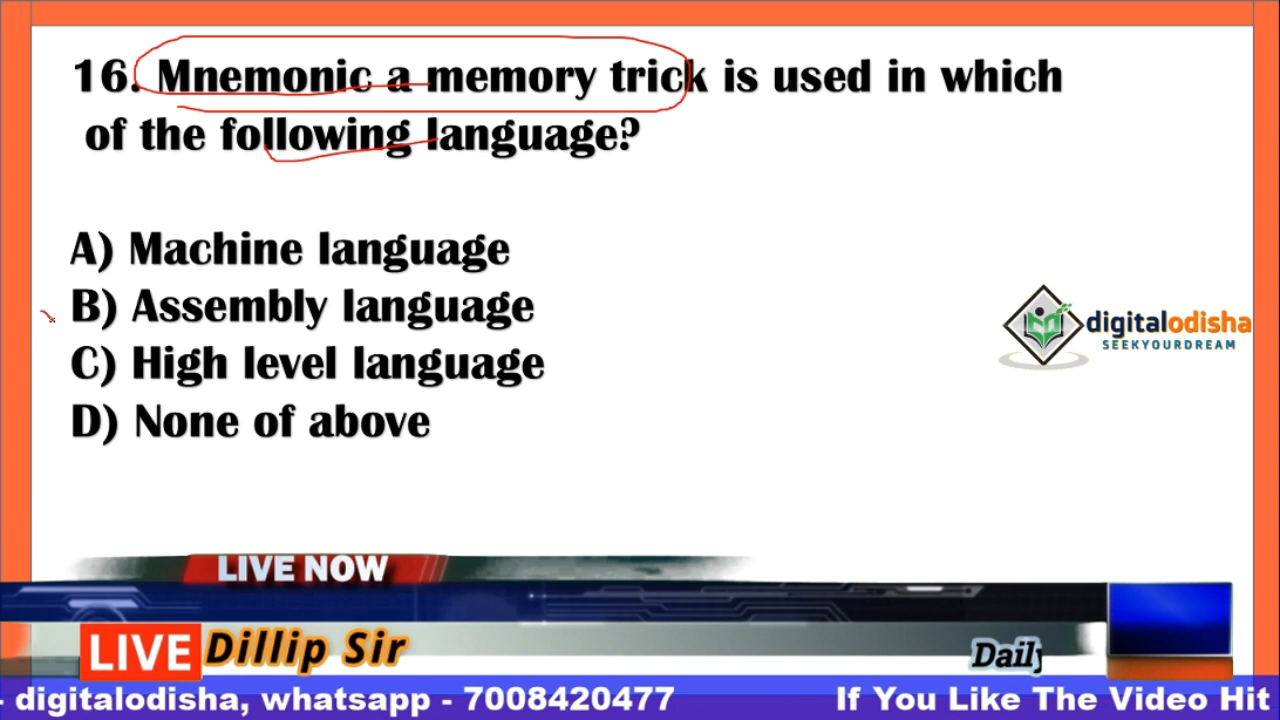 16. Mnemonic a memory trick is used in which
of the following language?
A) Machine language
B) Assembly language
C) High level language
D) None of above
digitalodisha
SEEKYOURDREAM
LIVE NOW
LIVE Dillip Sir
Daily
- digitalodisha, whatsapp - 7008420477 If You Like The Video Hit